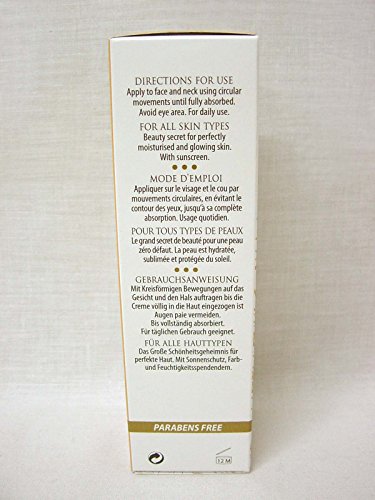 DIRECTIONS FOR USE
Apply to face and neck using circular
movements until fully absorbed.
Avoid eye area. For daily use.
FOR ALL SKIN TYPES
Beauty secret for perfectly
moisturised and glowing skin.
With sunscreen.
MODE D'EMPLOI
Appliquer sur le visage et le cou par
mouvements circulaires, en évitant le
contour des yeux, jusqu'à sa complète
absorption. Usage quotidien.
POUR TOUS TYPES DE PEAUX
Le grand secret de beauté pour une peau
zéro défaut. La peau est hydratée,
sublimée et protégée du soleil.
GEBRAUCHSANWEISUNG
Mit Kreisförmigen Bewegungen auf das
Gesicht und den Hals auftragen bis die
Creme völlig in die Haut eingezogen ist
Augen paie vermeiden.
Bis vollständig absorbiert.
Für täglichen Gebrauch geeignet.
FÜR ALLE HAUTTYPEN
Das Große Schönheitsgeheimnis für
perfekte Haut. Mit Sonnenschutz, Farb-
und Feuchtigkeitsspendendern.
PARABENS FREE
12 M